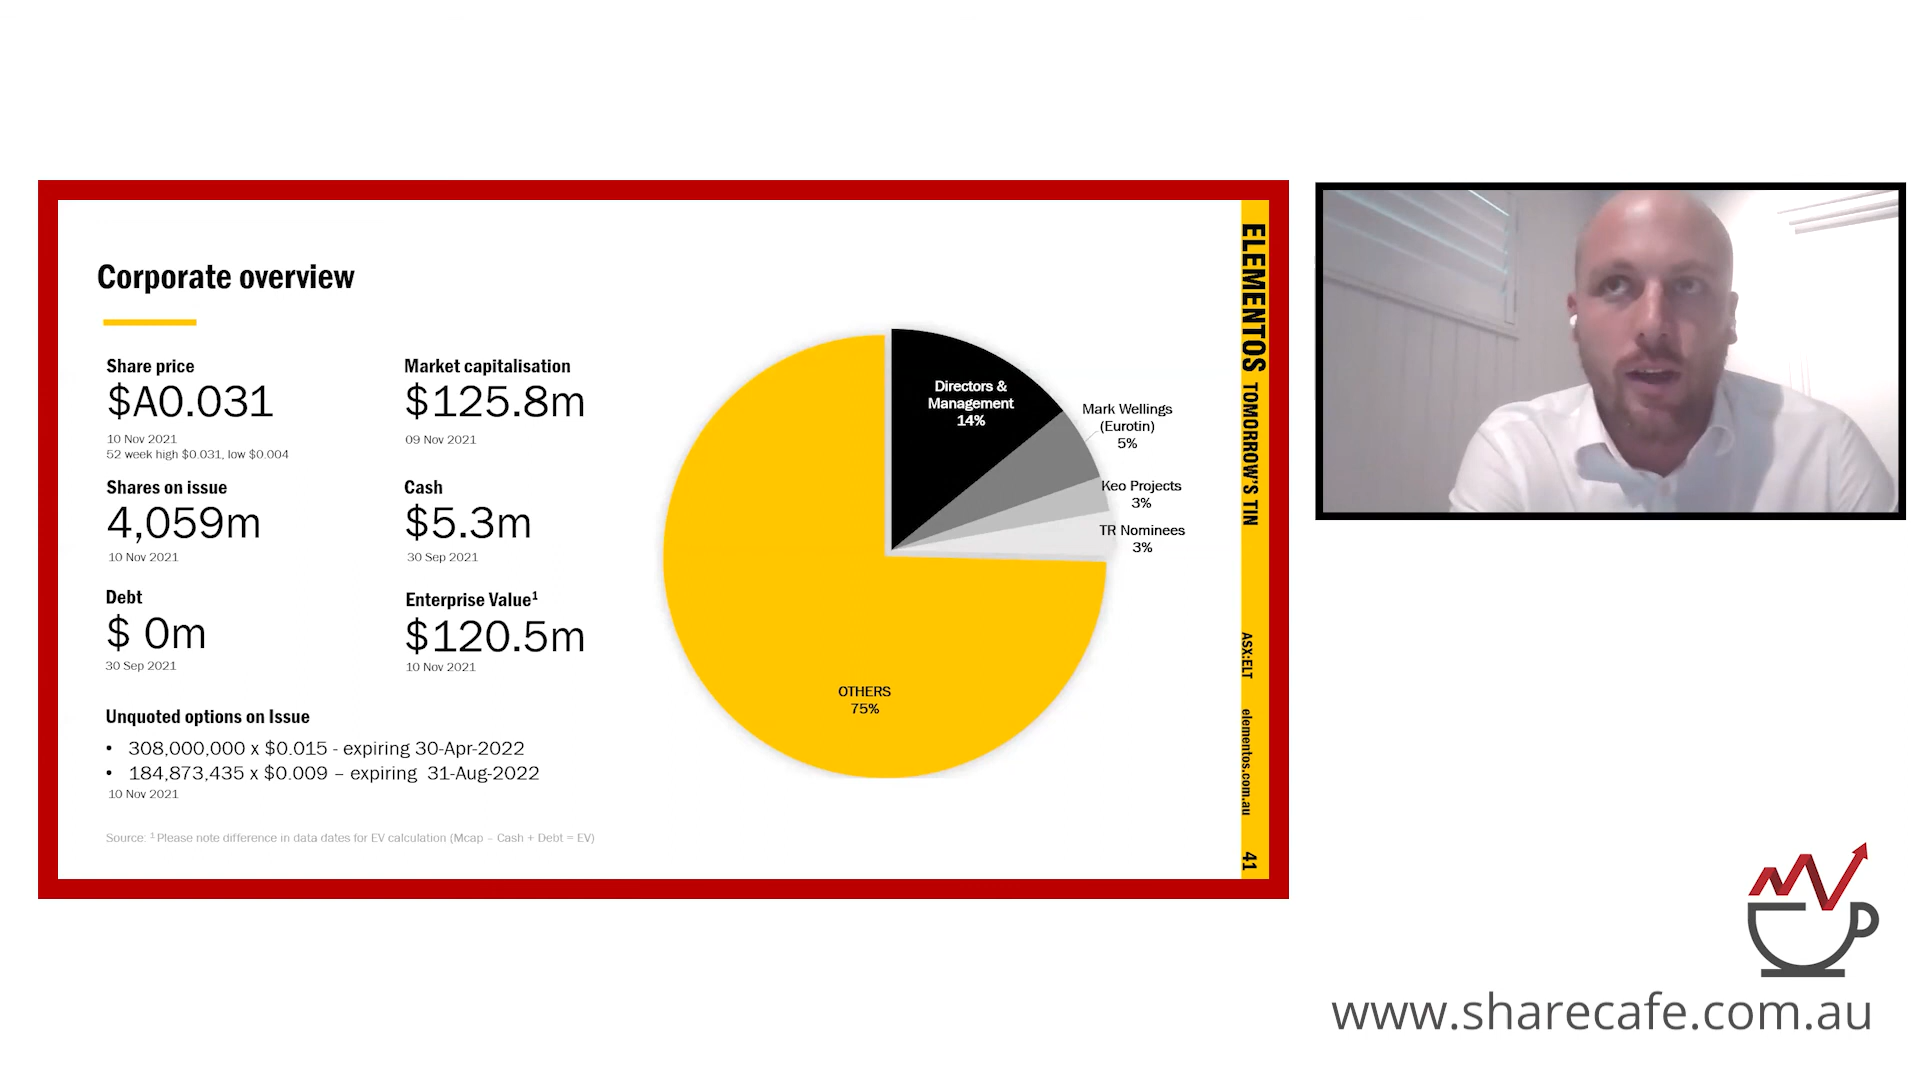 Corporate overview
Share price
$A0.031
10 Nov 2021
52 week high $0.031, low $0.004
Market capitalisation
$125.8m
09 Nov 2021
Shares on issue
4,059m
10 Nov 2021
Cash
$5.3m
30 Sep 2021
Debt
$ 0m
30 Sep 2021
Enterprise Value¹
$120.5m
10 Nov 2021
Unquoted options on Issue
• 308,000,000 x $0.015 - expiring 30-Apr-2022
• 184,873,435 x $0.009 – expiring 31-Aug-2022
10 Nov 2021
Source: ¹ Please note difference in data dates for EV calculation (Mcap – Cash + Debt = EV)
Directors &
Management
14%
Mark Wellings
(Eurotin)
5%
Keo Projects
3%
TR Nominees
3%
OTHERS
75%
ELEMENTOS TOMORROW'S TIN
ASX:ELT
elementos.com.au
41
www.sharecafe.com.au